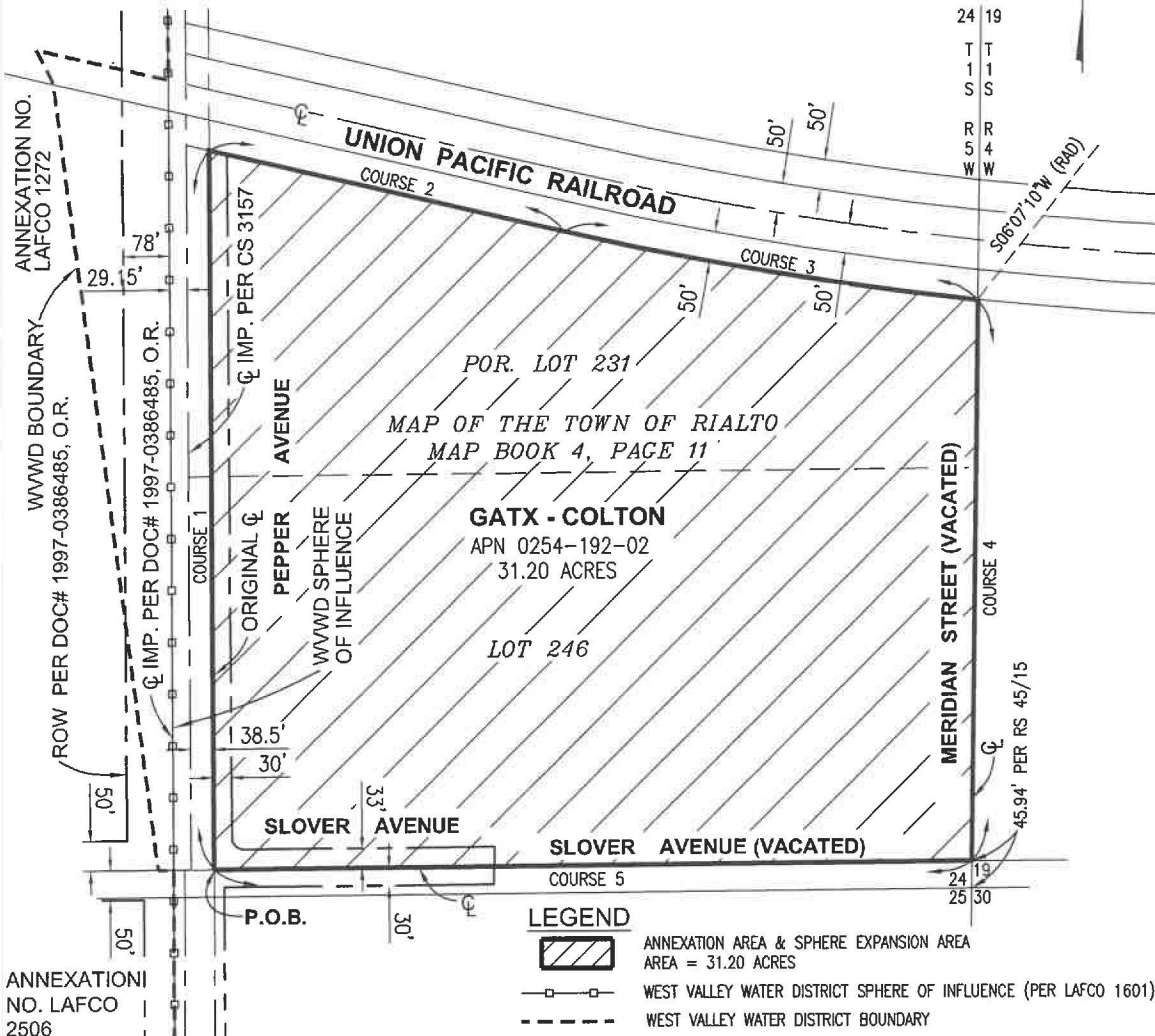 24 19
T1S R5W
T1S R4W
ANNEXATION NO.
LAFCO 1272
WVWD BOUNDARY
ROW PER DOC# 1997-0386485, O.R.
℄ IMP. PER DOC# 1997-0386485, O.R.
78'
29.15'
℄
UNION PACIFIC RAILROAD
COURSE 2
COURSE 3
50'
50'
50'
50'
S06°07'10"W (RAD)
℄ IMP. PER CS 3157
POR. LOT 231
MAP OF THE TOWN OF RIALTO
MAP BOOK 4, PAGE 11
GATX - COLTON
APN 0254-192-02
31.20 ACRES
LOT 246
COURSE 1
ORIGINAL ℄
PEPPER AVENUE
WVWD SPHERE
OF INFLUENCE
MERIDIAN STREET (VACATED)
COURSE 4
℄
45.94' PER RS 45/15
38.5'
30'
33'
50'
SLOVER AVENUE
SLOVER AVENUE (VACATED)
COURSE 5
24 19
25 30
P.O.B.
30'
℄
50'
ANNEXATION
NO. LAFCO
2506
LEGEND
ANNEXATION AREA & SPHERE EXPANSION AREA
AREA = 31.20 ACRES
WEST VALLEY WATER DISTRICT SPHERE OF INFLUENCE (PER LAFCO 1601)
WEST VALLEY WATER DISTRICT BOUNDARY